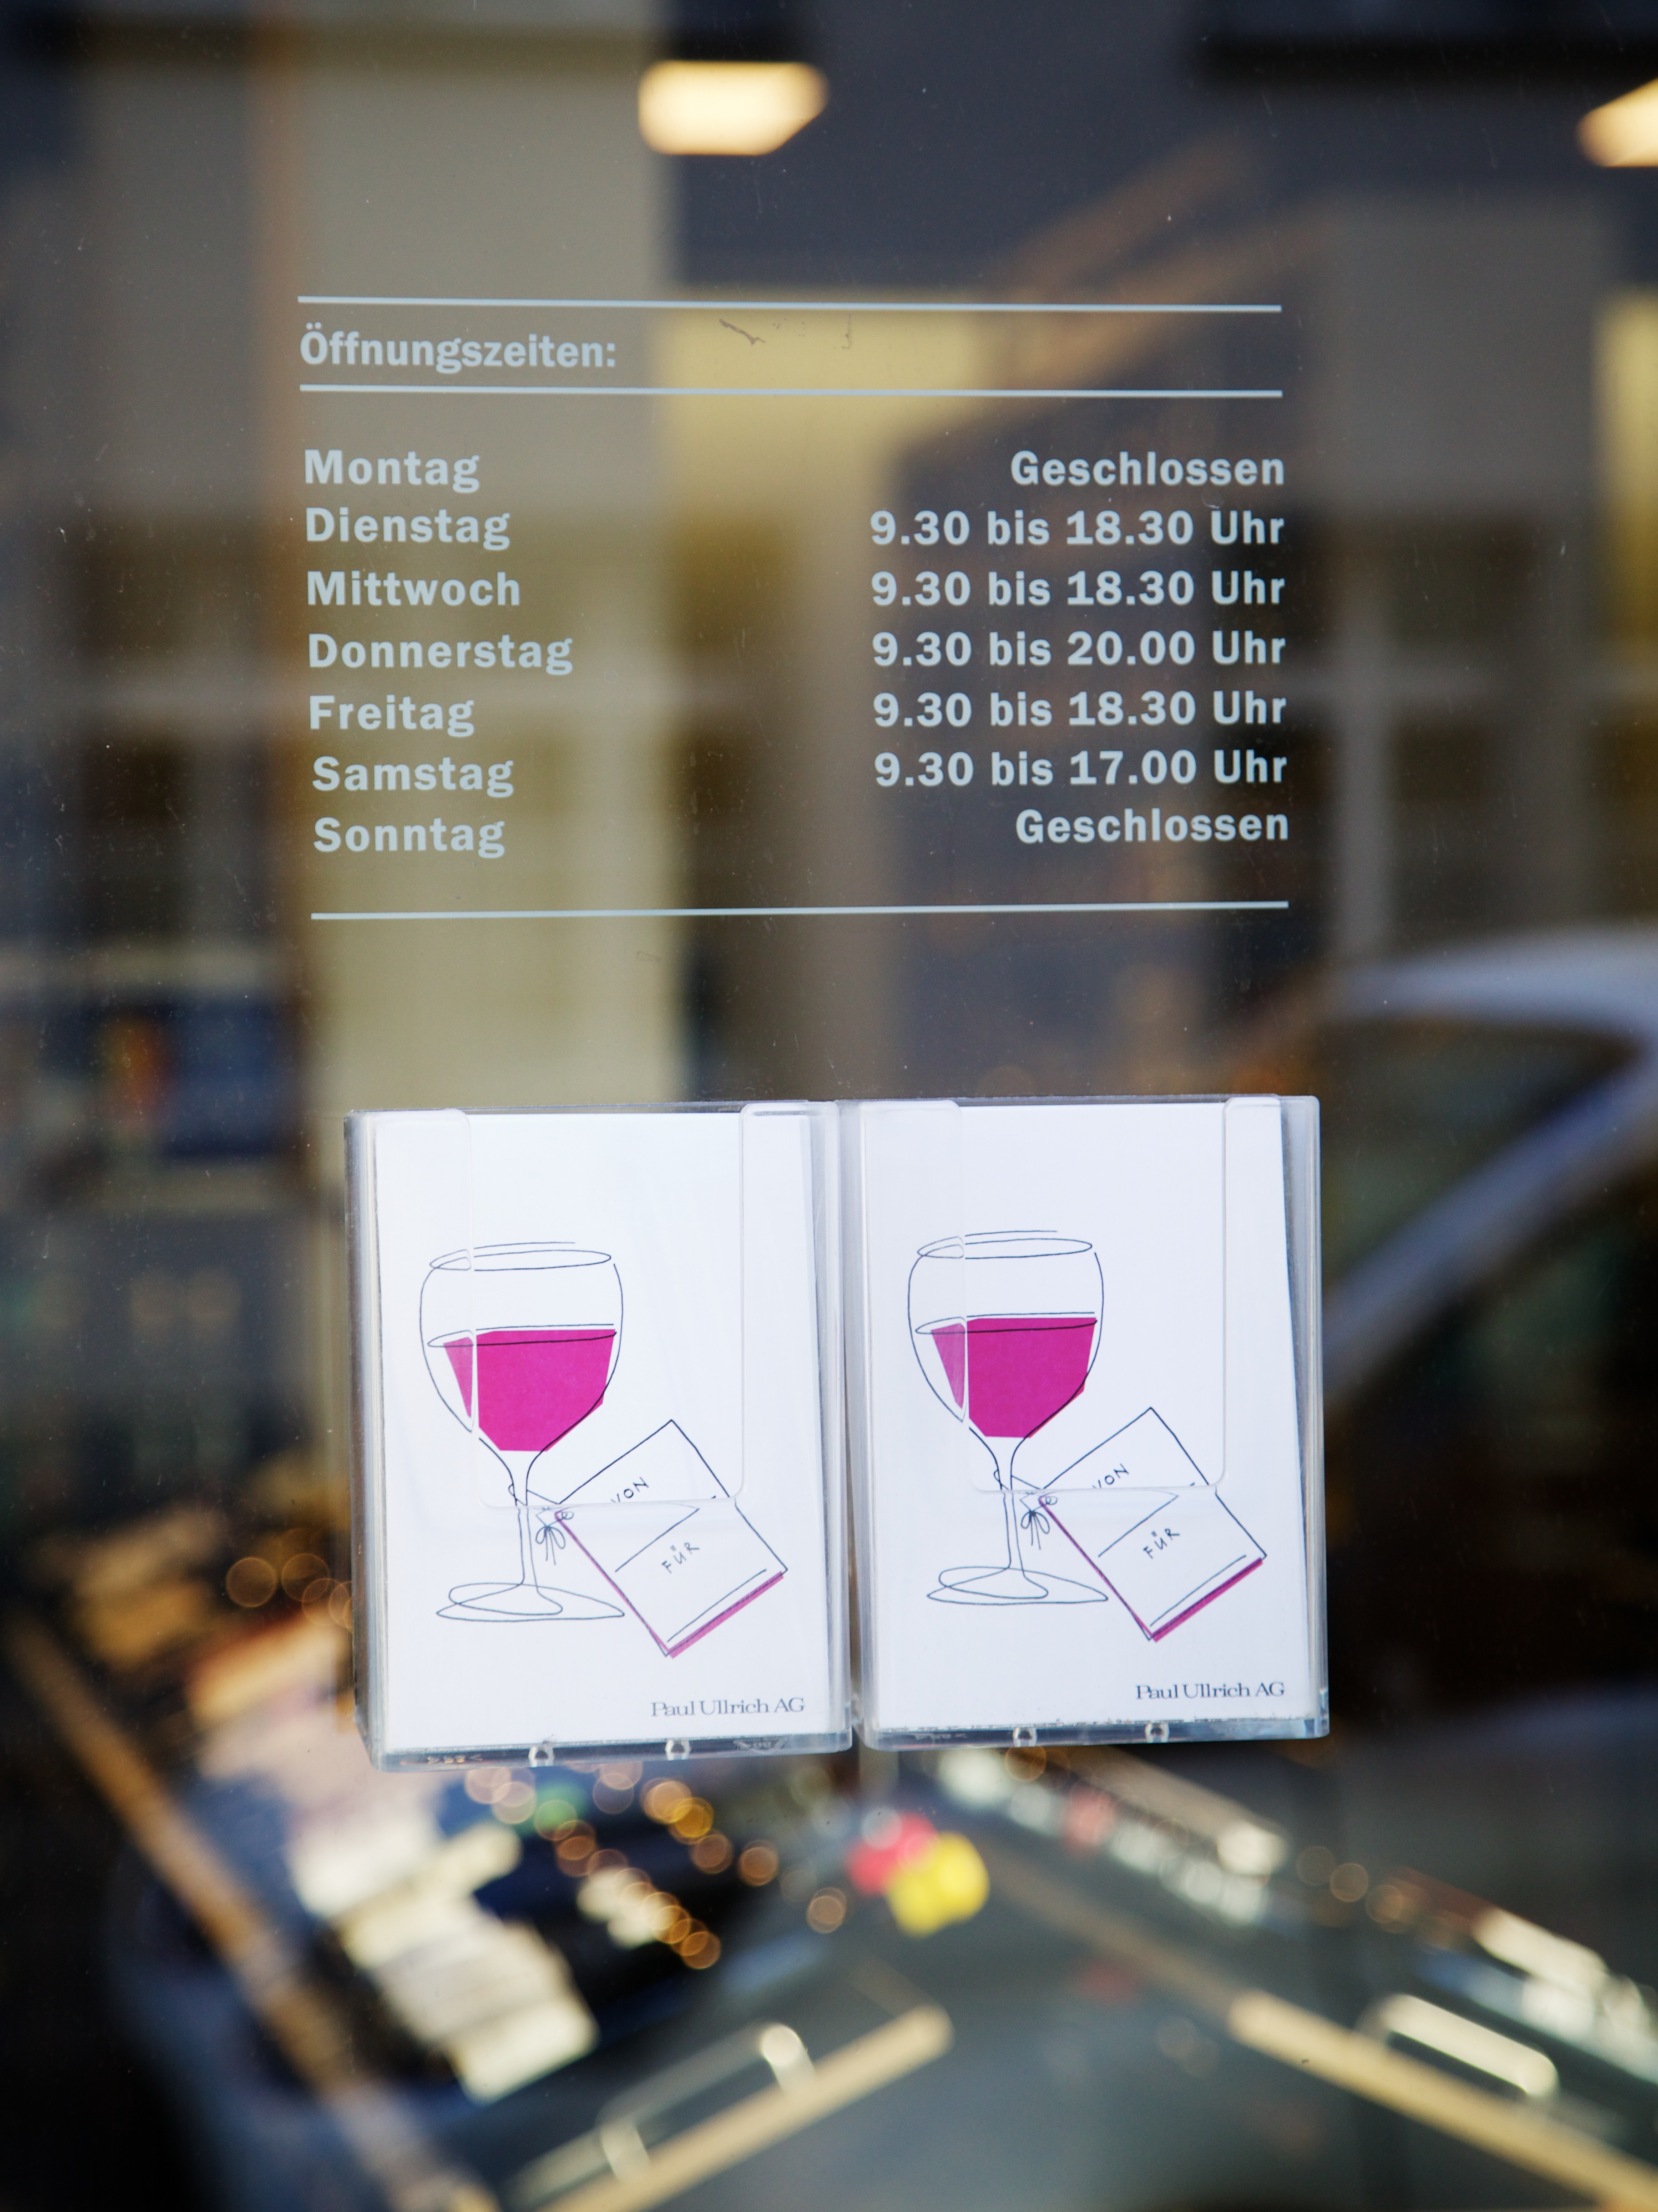 Öffnungszeiten:
Montag Geschlossen
Dienstag 9.30 bis 18.30 Uhr
Mittwoch 9.30 bis 18.30 Uhr
Donnerstag 9.30 bis 20.00 Uhr
Freitag 9.30 bis 18.30 Uhr
Samstag 9.30 bis 17.00 Uhr
Sonntag Geschlossen
VON
FÜR
Paul Ullrich AG
VON
FÜR
Paul Ullrich AG